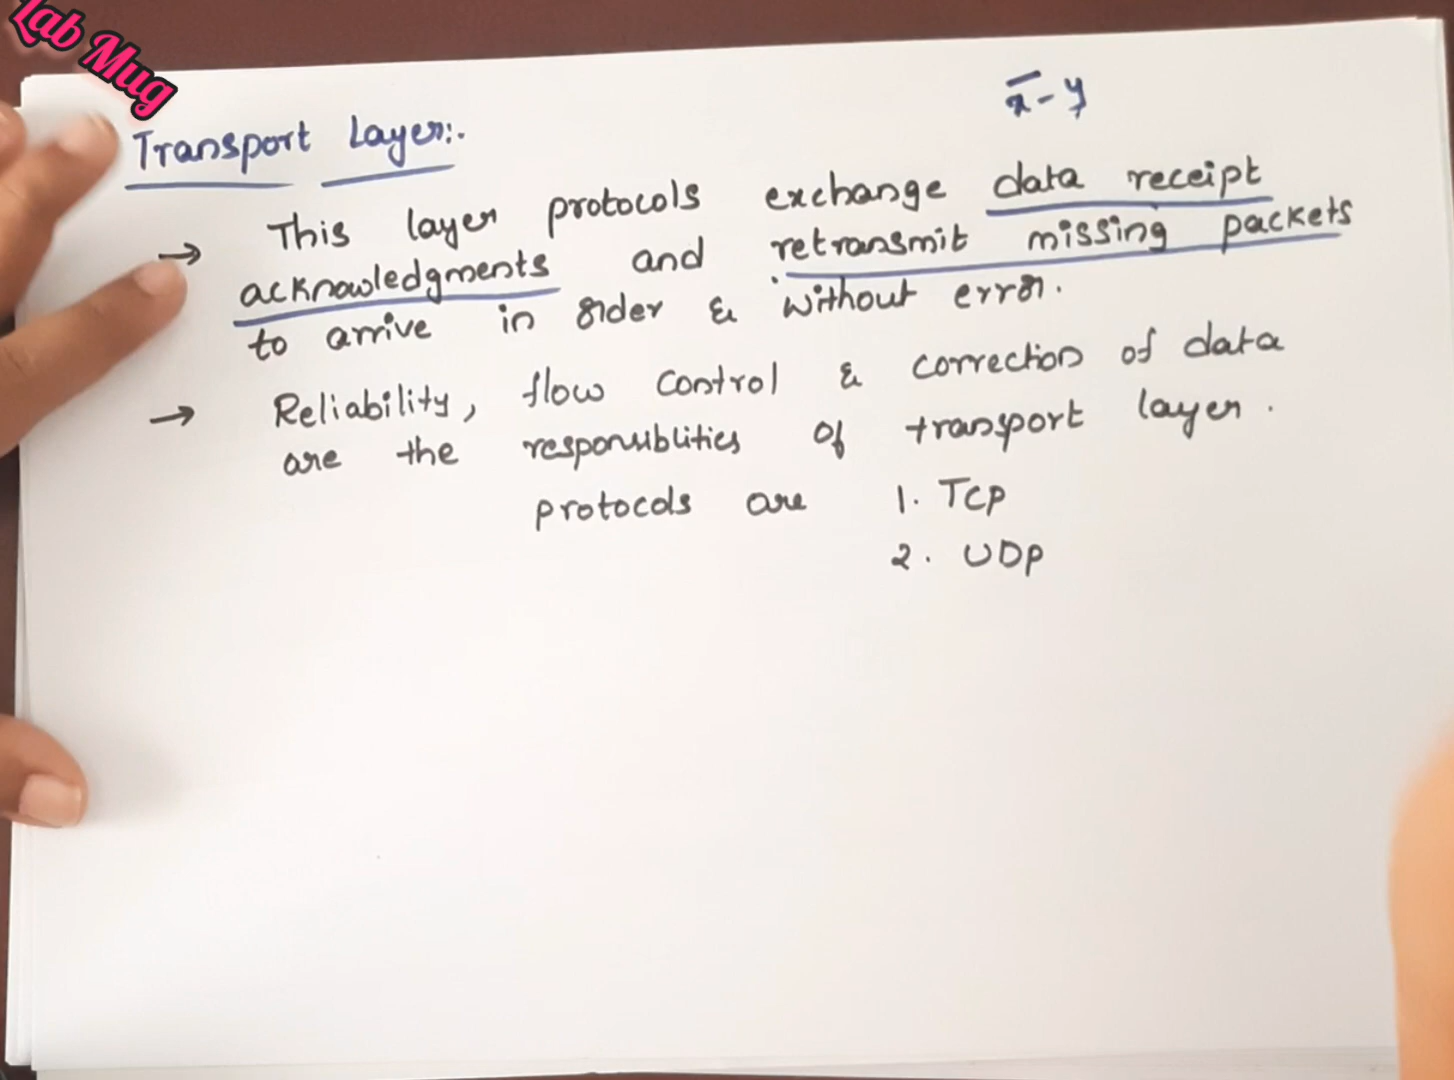 Lab Mug
x̄ - y
Transport Layer:-
→ This layer protocols exchange data receipt
acknowledgments and retransmit missing packets
to arrive in order & without error.
→ Reliability, flow control & correction of data
are the responsiblities of transport layer.
protocols are 1. TCP
2. UDP